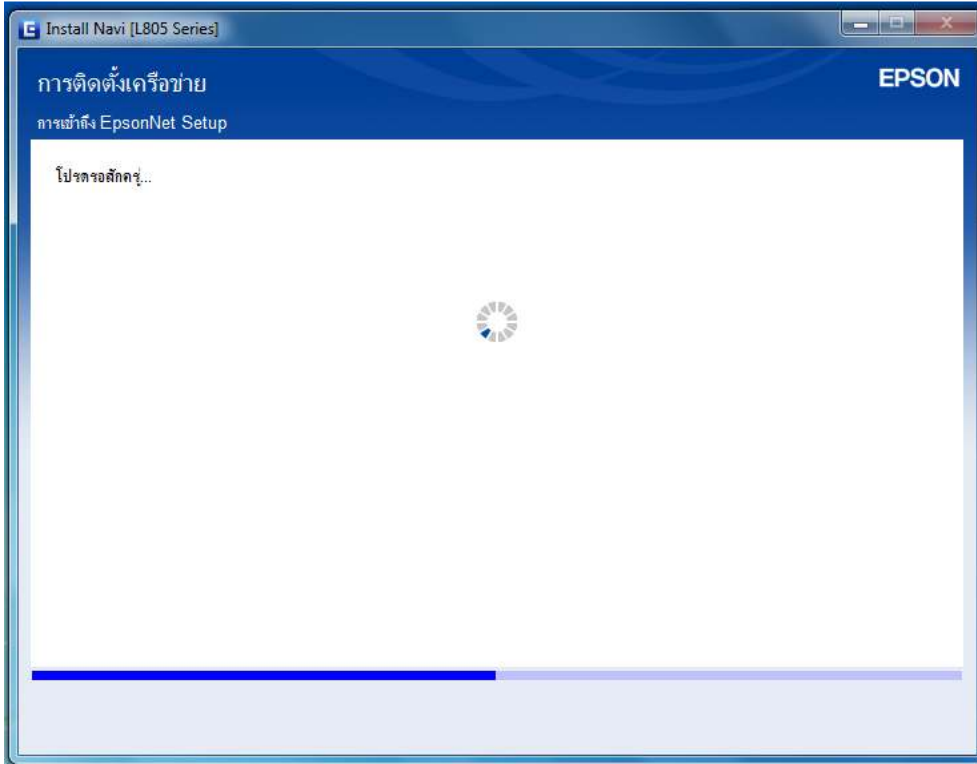 Install Navi [L805 Series]
การติดตั้งเครือข่าย
EPSON
การเข้าถึง EpsonNet Setup
โปรดรอสักครู่...